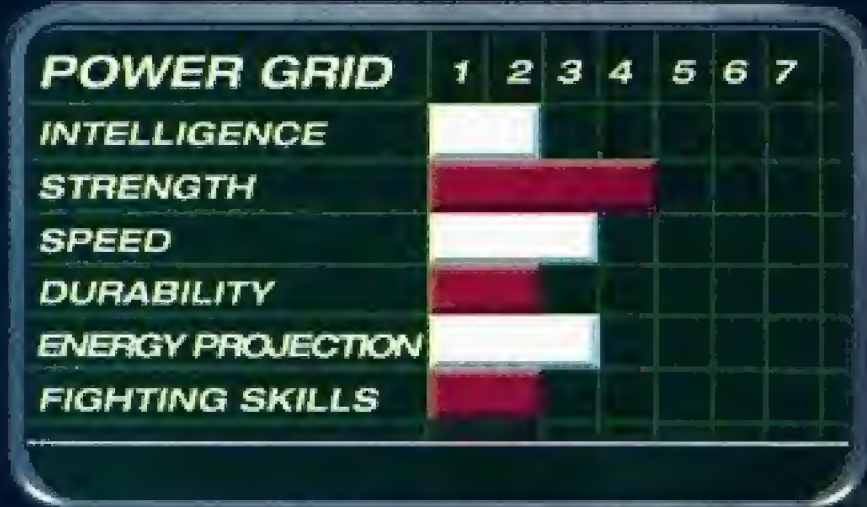 POWER GRID 1 2 3 4 5 6 7
INTELLIGENCE
STRENGTH
SPEED
DURABILITY
ENERGY PROJECTION
FIGHTING SKILLS